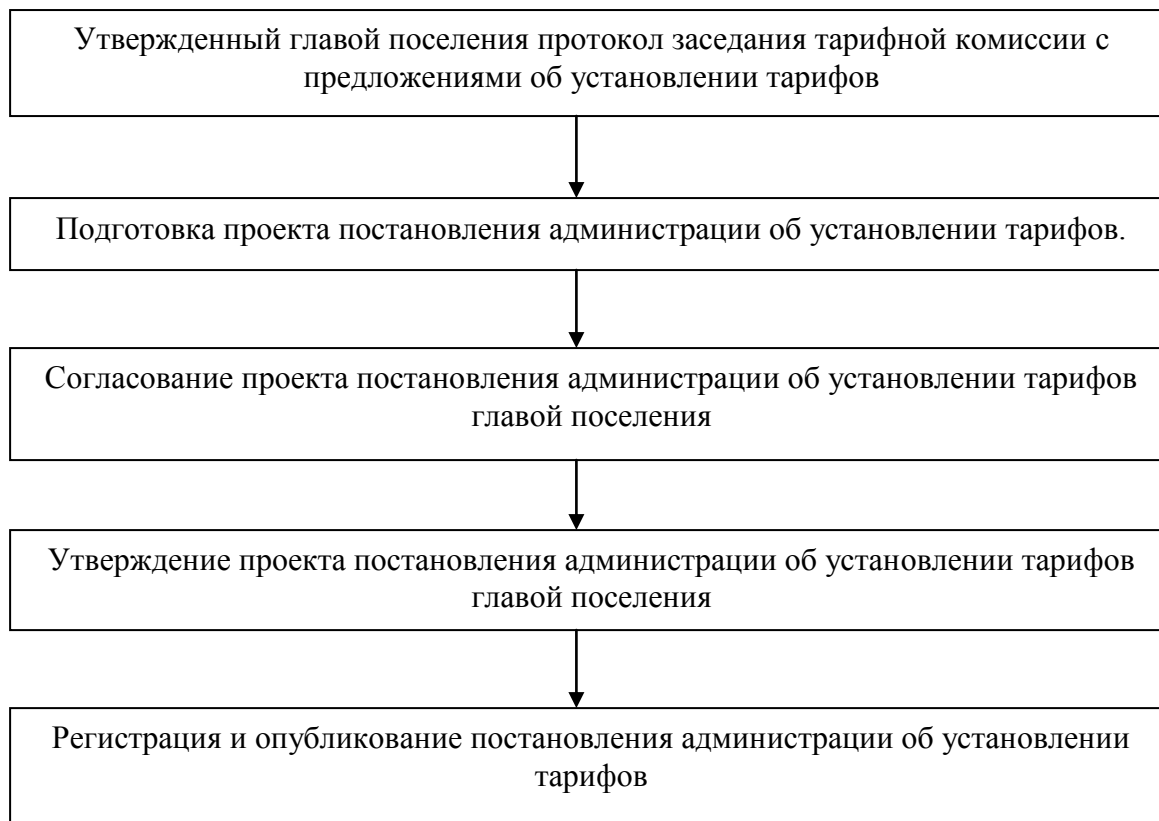 Утвержденный главой поселения протокол заседания тарифной комиссии с
предложениями об установлении тарифов
Подготовка проекта постановления администрации об установлении тарифов.
Согласование проекта постановления администрации об установлении тарифов
главой поселения
Утверждение проекта постановления администрации об установлении тарифов
главой поселения
Регистрация и опубликование постановления администрации об установлении
тарифов